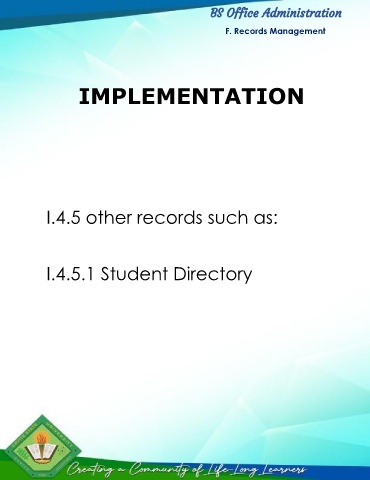 BS Office Administration
F. Records Management
IMPLEMENTATION
I.4.5 other records such as:
I.4.5.1 Student Directory
Creating a Community of Life-Long Learners